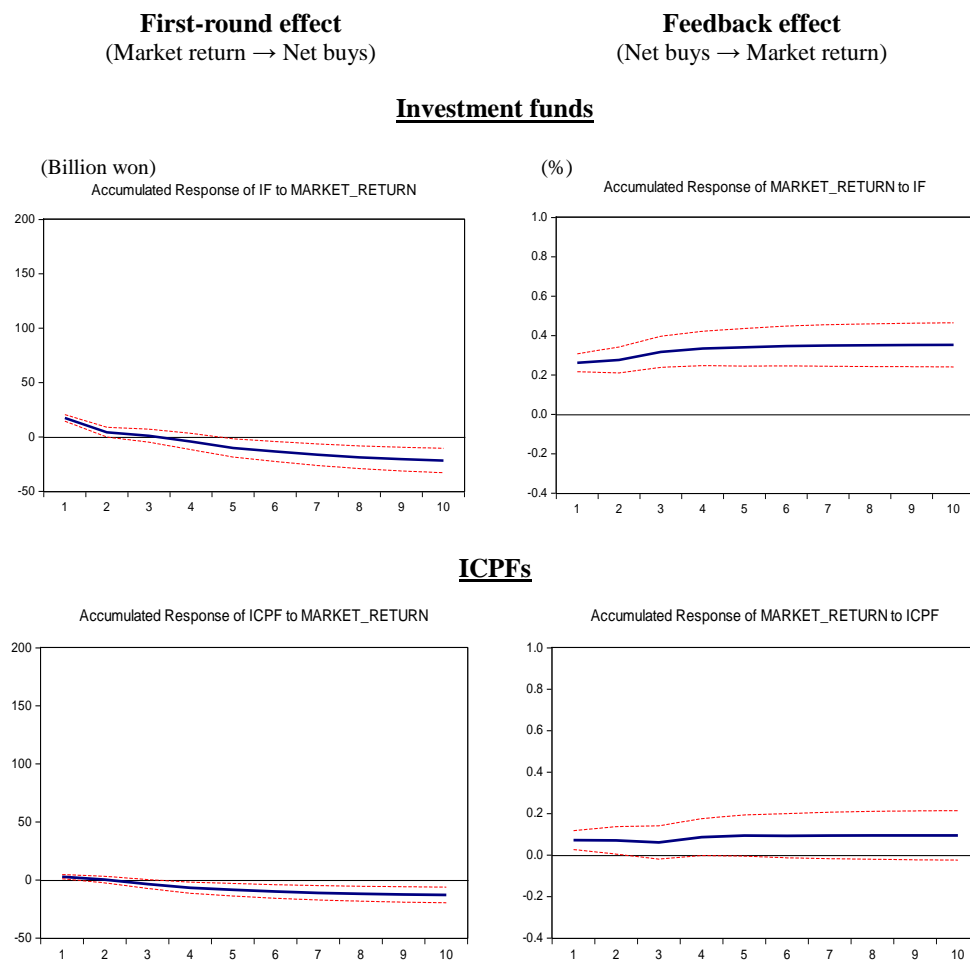 First-round effect
(Market return → Net buys)
Feedback effect
(Net buys → Market return)
Investment funds
(Billion won)
Accumulated Response of IF to MARKET_RETURN
200
150
100
50
0
-50
1 2 3 4 5 6 7 8 9 10
(%)
Accumulated Response of MARKET_RETURN to IF
1.0
0.8
0.6
0.4
0.2
0.0
-0.2
-0.4
1 2 3 4 5 6 7 8 9 10
ICPFs
Accumulated Response of ICPF to MARKET_RETURN
200
150
100
50
0
-50
1 2 3 4 5 6 7 8 9 10
Accumulated Response of MARKET_RETURN to ICPF
1.0
0.8
0.6
0.4
0.2
0.0
-0.2
-0.4
1 2 3 4 5 6 7 8 9 10